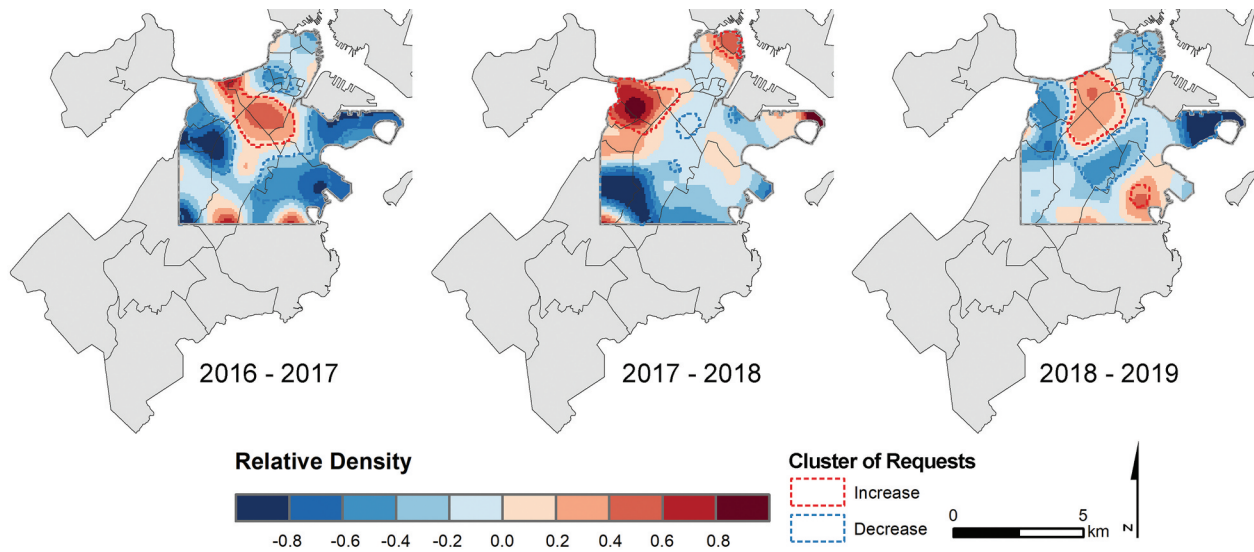 2016 - 2017
2017 - 2018
2018 - 2019
Relative Density
-0.8 -0.6 -0.4 -0.2 0.0 0.2 0.4 0.6 0.8
Cluster of Requests
Increase
Decrease
0 5
km
N